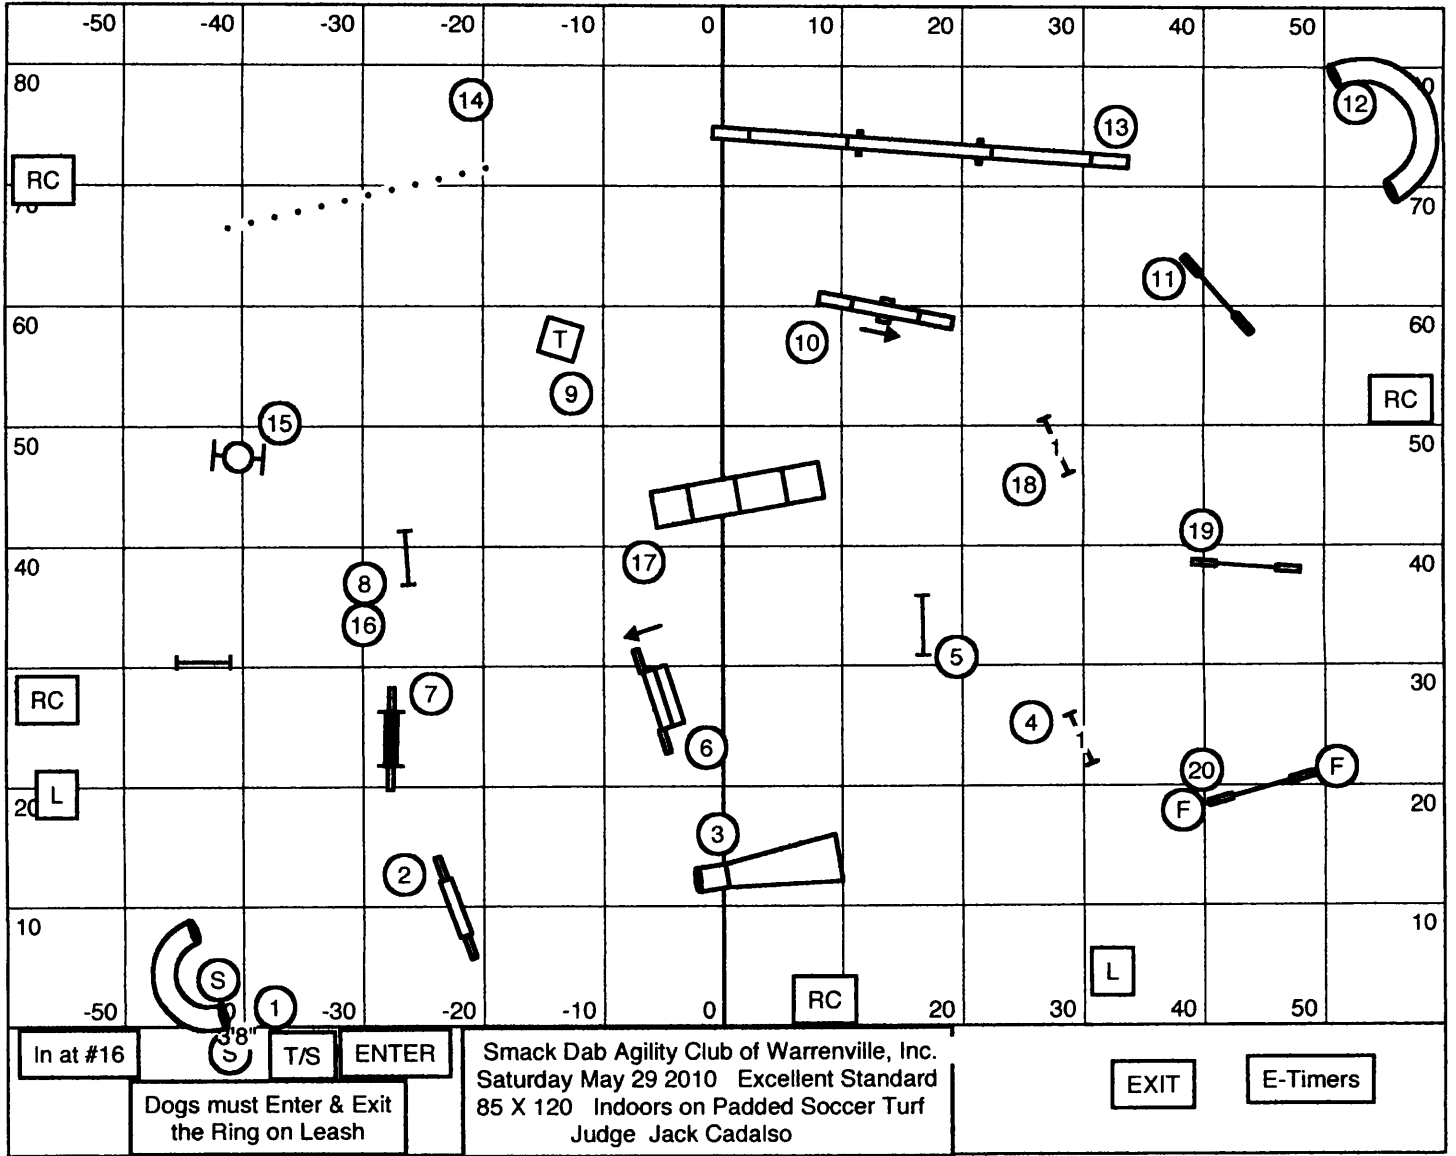 -50 -40 -30 -20 -10 0 10 20 30 40 50
80
14
13
12
RC
70
70
11
60
T
10
60
9
RC
50
15
50
1
18
19
40
8
17
40
16
5
30
RC
7
4
6
1
20
F
L
20
F
20
3
2
10
10
S
L
1
RC
-50 -30 -20 0 20 30 40 50
3'8"
S
In at #16
T/S
ENTER
Dogs must Enter & Exit
the Ring on Leash
Smack Dab Agility Club of Warrenville, Inc.
Saturday May 29 2010 Excellent Standard
85 X 120 Indoors on Padded Soccer Turf
Judge Jack Cadalso
EXIT
E-Timers